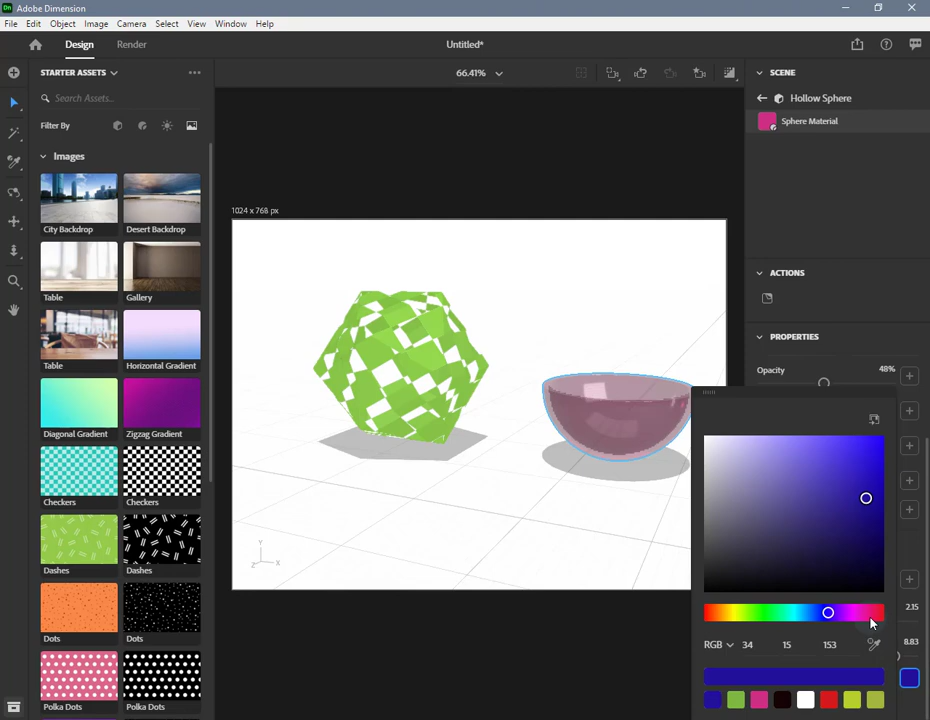 Dn Adobe Dimension
File Edit Object Image Camera Select View Window Help
Design Render Untitled*
STARTER ASSETS 66.41% SCENE
Search Assets... Hollow Sphere
Filter By Sphere Material
Images
City Backdrop Desert Backdrop
1024 x 768 px
Table Gallery
ACTIONS
PROPERTIES
Table Horizontal Gradient
Opacity 48%
Diagonal Gradient Zigzag Gradient
Checkers Checkers
Y
Z X
Dashes Dashes
2.15
Dots Dots
RGB 34 15 153 8.83
Polka Dots Polka Dots